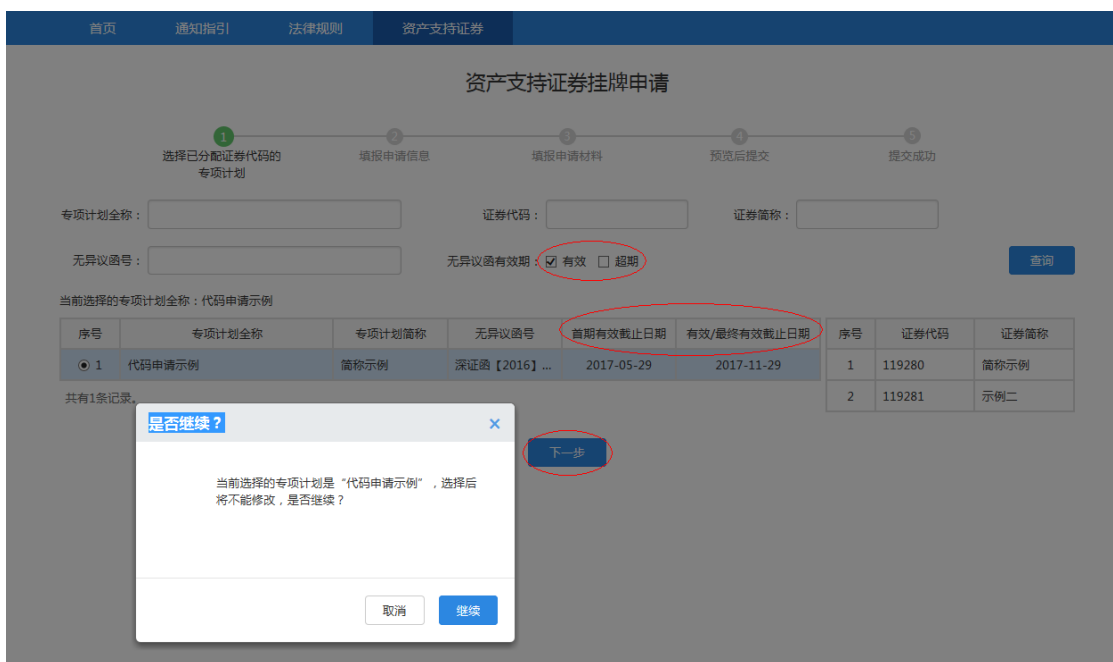 首页 通知指引 法律规则 资产支持证券
资产支持证券挂牌申请
1 2 3 4 5
选择已分配证券代码的专项计划 填报申请信息 填报申请材料 预览后提交 提交成功
专项计划全称： 证券代码： 证券简称：
无异议函号： 无异议函有效期： 有效 超期 查询
当前选择的专项计划全称：代码申请示例
序号 专项计划全称 专项计划简称 无异议函号 首期有效截止日期 有效/最终有效截止日期 序号 证券代码 证券简称
1 代码申请示例 简称示例 深证函【2016】... 2017-05-29 2017-11-29 1 119280 简称示例
共有1条记录。 2 119281 示例二
是否继续？ ×
下一步
当前选择的专项计划是“代码申请示例”，选择后
将不能修改，是否继续？
取消 继续